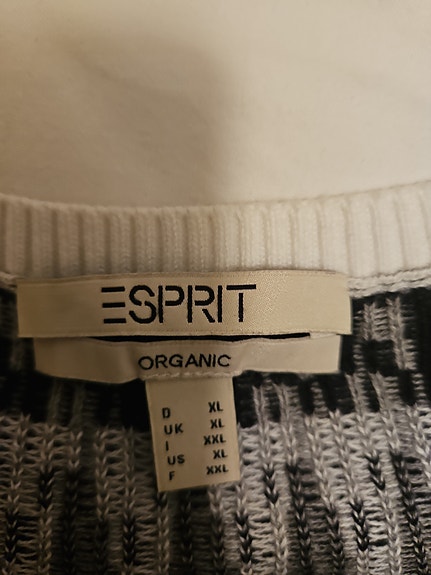 ESPRIT
ORGANIC
D XL
UK XL
I XXL
US XL
F XXL